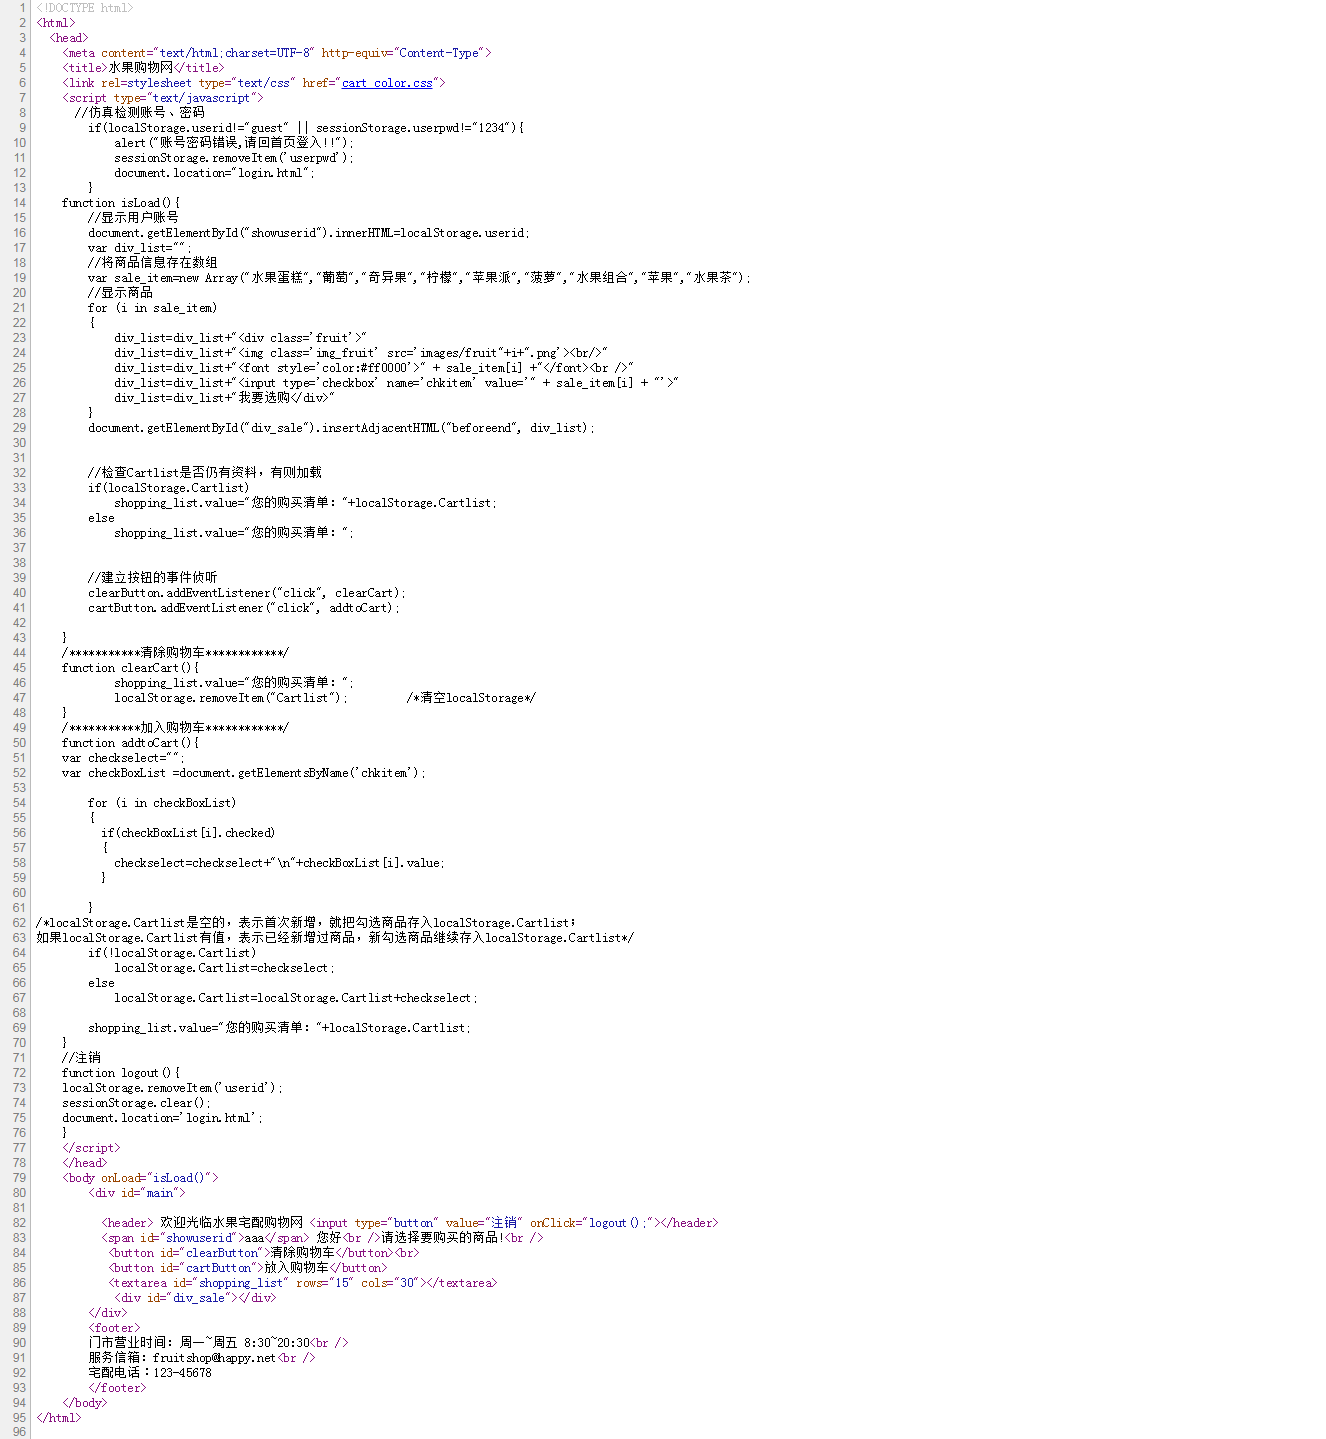 1 <!DOCTYPE html>
2 <html>
3 <head>
4 <meta content="text/html;charset=UTF-8" http-equiv="Content-Type">
5 <title>水果购物网</title>
6 <link rel=stylesheet type="text/css" href="cart_color.css">
7 <script type="text/javascript">
8 //仿真检测账号、密码
9 if(localStorage.userid!="guest" || sessionStorage.userpwd!="1234"){
10 alert("账号密码错误,请回首页登入!!");
11 sessionStorage.removeItem('userpwd');
12 document.location="login.html";
13 }
14 function isLoad(){
15 //显示用户账号
16 document.getElementById("showuserid").innerHTML=localStorage.userid;
17 var div_list="";
18 //将商品信息存在数组
19 var sale_item=new Array("水果蛋糕","葡萄","奇异果","柠檬","苹果派","菠萝","水果组合","苹果","水果茶");
20 //显示商品
21 for (i in sale_item)
22 {
23 div_list=div_list+"<div class='fruit'>"
24 div_list=div_list+"<img class='img_fruit' src='images/fruit"+i+".png'><br/>"
25 div_list=div_list+"<font style='color:#ff0000'>" + sale_item[i] +"</font><br />"
26 div_list=div_list+"<input type='checkbox' name='chkitem' value='" + sale_item[i] + "'>"
27 div_list=div_list+"我要选购</div>"
28 }
29 document.getElementById("div_sale").insertAdjacentHTML("beforeend", div_list);
30
31
32 //检查Cartlist是否仍有资料，有则加载
33 if(localStorage.Cartlist)
34 shopping_list.value="您的购买清单："+localStorage.Cartlist;
35 else
36 shopping_list.value="您的购买清单：";
37
38
39 //建立按钮的事件侦听
40 clearButton.addEventListener("click", clearCart);
41 cartButton.addEventListener("click", addtoCart);
42
43 }
44 /***********清除购物车************/
45 function clearCart(){
46 shopping_list.value="您的购买清单：";
47 localStorage.removeItem("Cartlist"); /*清空localStorage*/
48 }
49 /***********加入购物车************/
50 function addtoCart(){
51 var checkselect="";
52 var checkBoxList =document.getElementsByName('chkitem');
53
54 for (i in checkBoxList)
55 {
56 if(checkBoxList[i].checked)
57 {
58 checkselect=checkselect+"\n"+checkBoxList[i].value;
59 }
60
61 }
62 /*localStorage.Cartlist是空的，表示首次新增，就把勾选商品存入localStorage.Cartlist；
63 如果localStorage.Cartlist有值，表示已经新增过商品，新勾选商品继续存入localStorage.Cartlist*/
64 if(!localStorage.Cartlist)
65 localStorage.Cartlist=checkselect;
66 else
67 localStorage.Cartlist=localStorage.Cartlist+checkselect;
68
69 shopping_list.value="您的购买清单："+localStorage.Cartlist;
70 }
71 //注销
72 function logout(){
73 localStorage.removeItem('userid');
74 sessionStorage.clear();
75 document.location='login.html';
76 }
77 </script>
78 </head>
79 <body onLoad="isLoad()">
80 <div id="main">
81
82 <header> 欢迎光临水果宅配购物网 <input type="button" value="注销" onClick="logout();"></header>
83 <span id="showuserid">aaa</span> 您好<br />请选择要购买的商品!<br />
84 <button id="clearButton">清除购物车</button><br>
85 <button id="cartButton">放入购物车</button>
86 <textarea id="shopping_list" rows="15" cols="30"></textarea>
87 <div id="div_sale"></div>
88 </div>
89 <footer>
90 门市营业时间：周一~周五 8:30~20:30<br />
91 服务信箱：fruitshop@happy.net<br />
92 宅配电话：123-45678
93 </footer>
94 </body>
95 </html>
96